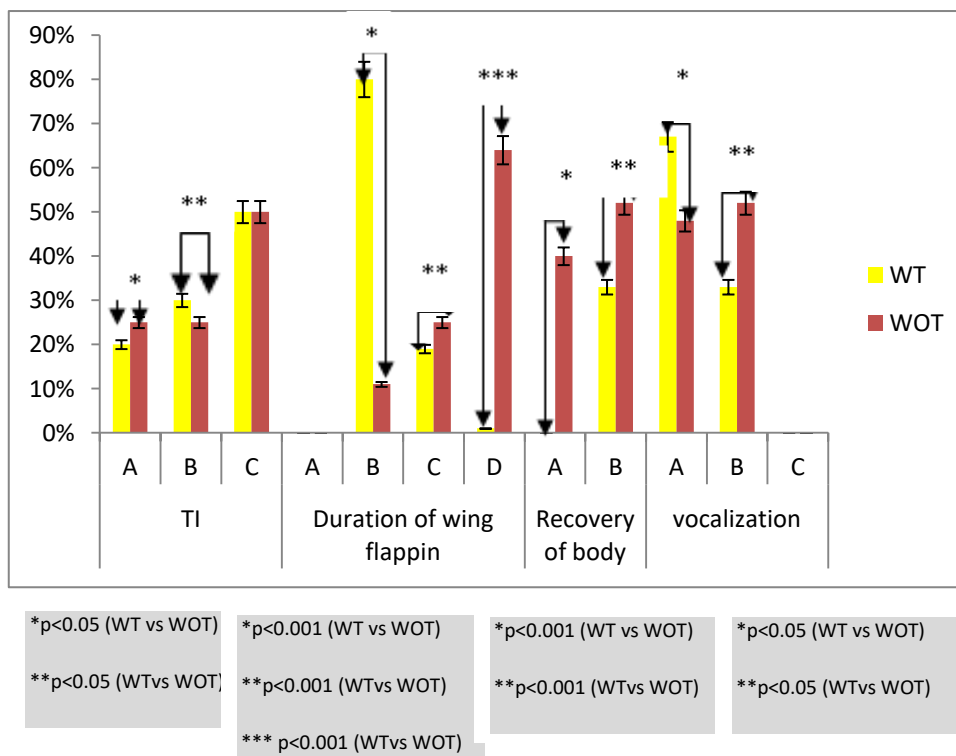 90%
80%
70%
60%
50%
40%
30%
20%
10%
0%
*
**
*
**
***
*
**
*
**
WT
WOT
A B C A B C D A B A B C
TI
Duration of wing
flappin
Recovery
of body
vocalization
*p<0.05 (WT vs WOT)
**p<0.05 (WTvs WOT)
*p<0.001 (WT vs WOT)
**p<0.001 (WTvs WOT)
*** p<0.001 (WTvs WOT)
*p<0.001 (WT vs WOT)
**p<0.001 (WTvs WOT)
*p<0.05 (WT vs WOT)
**p<0.05 (WTvs WOT)